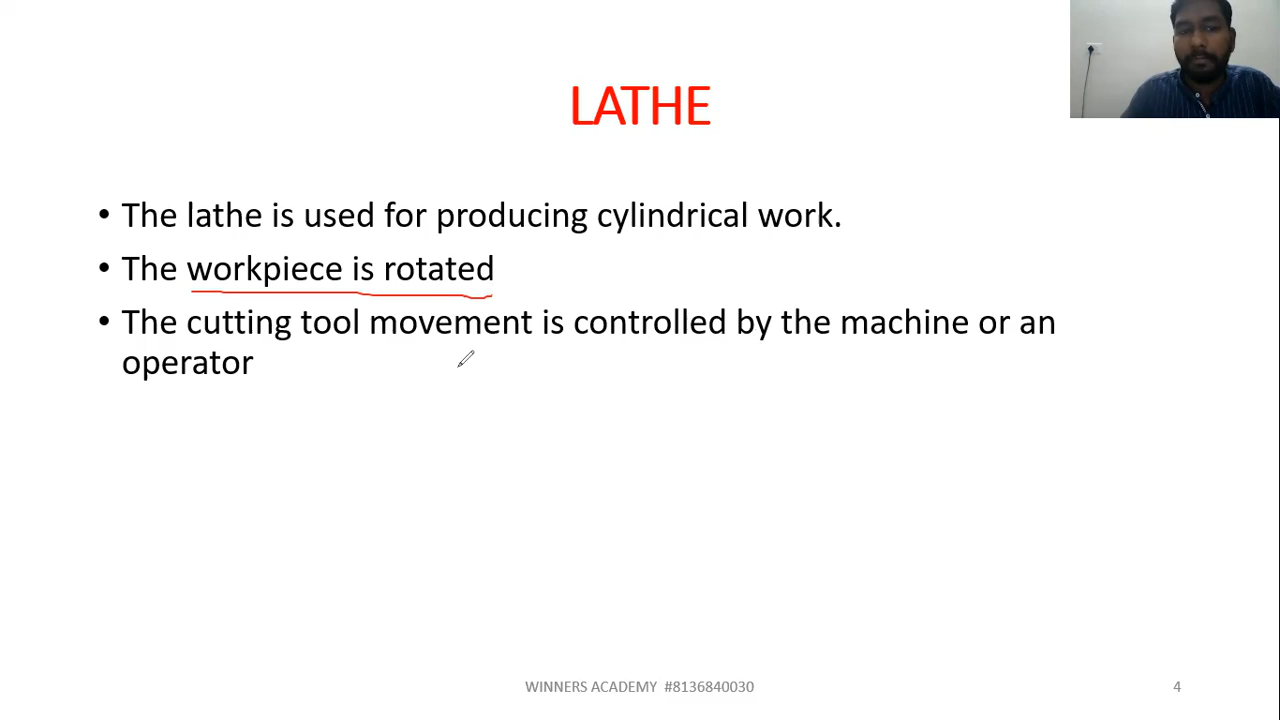 LATHE
• The lathe is used for producing cylindrical work.
• The workpiece is rotated
• The cutting tool movement is controlled by the machine or an
operator
WINNERS ACADEMY #8136840030
4